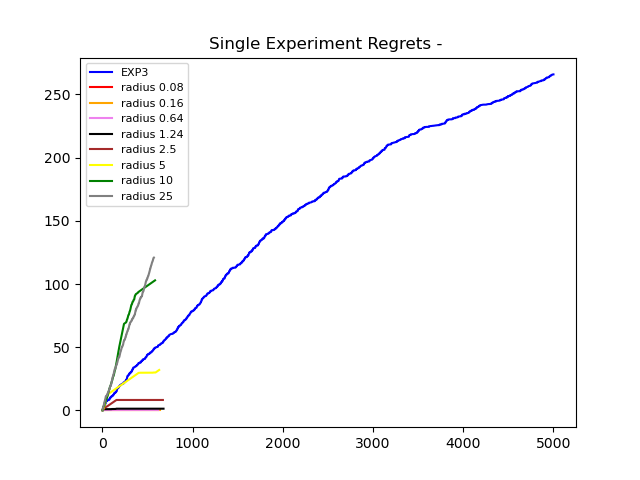 Single Experiment Regrets -
EXP3
radius 0.08
radius 0.16
radius 0.64
radius 1.24
radius 2.5
radius 5
radius 10
radius 25
250
200
150
100
50
0
0 1000 2000 3000 4000 5000